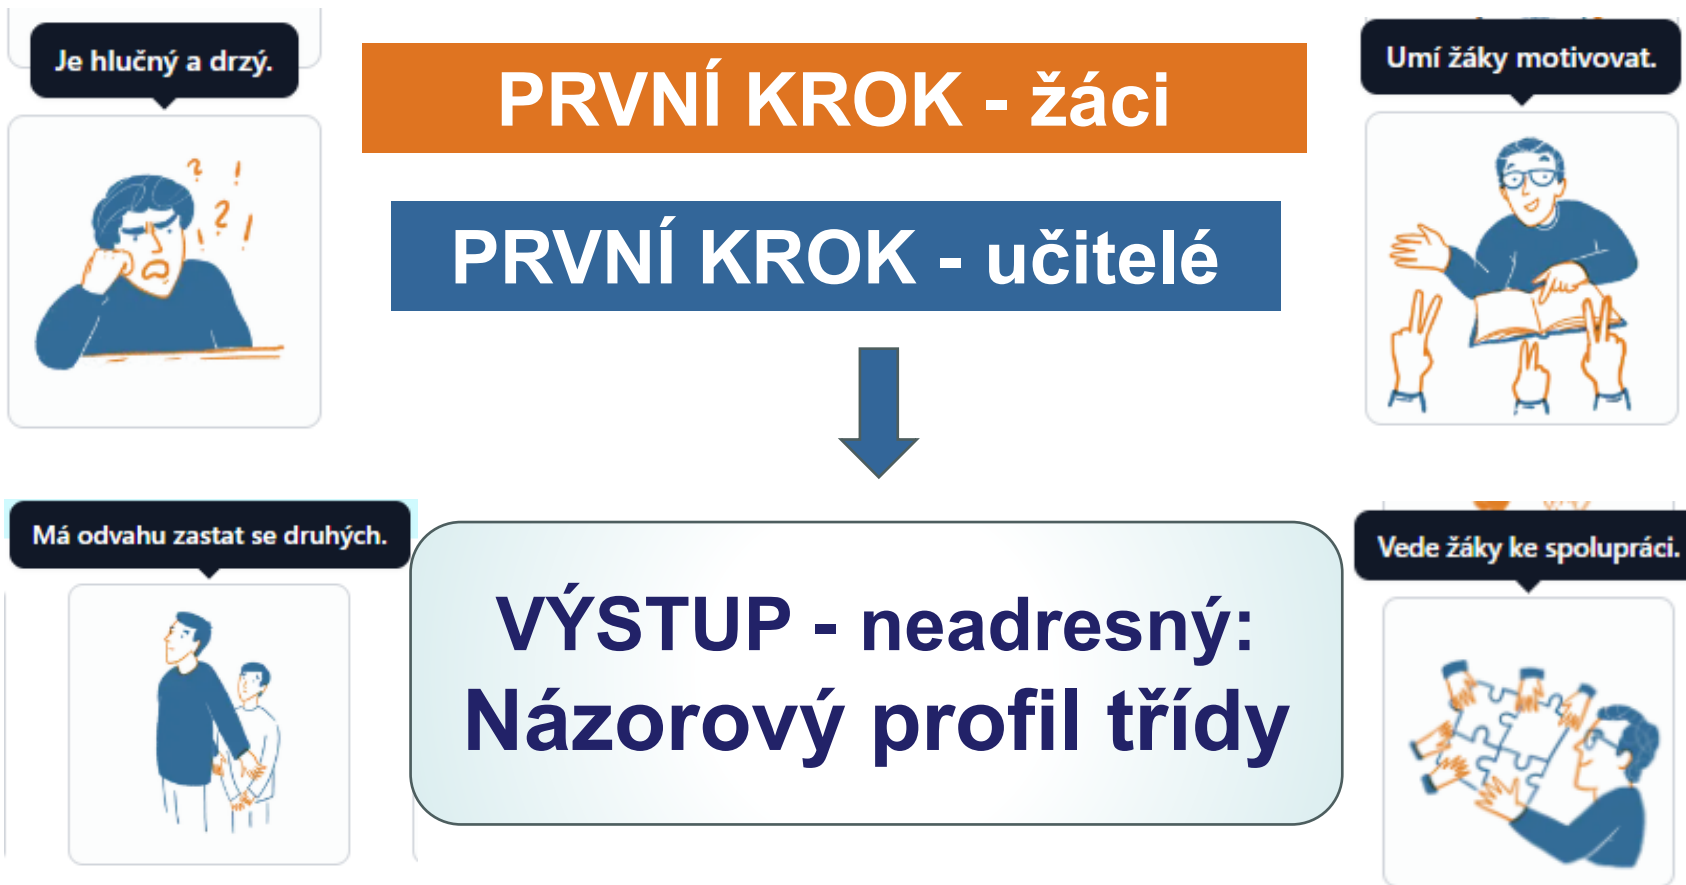 Je hlučný a drzý.
PRVNÍ KROK - žáci
Umí žáky motivovat.
PRVNÍ KROK - učitelé
Má odvahu zastat se druhých.
Vede žáky ke spolupráci.
VÝSTUP - neadresný:
Názorový profil třídy